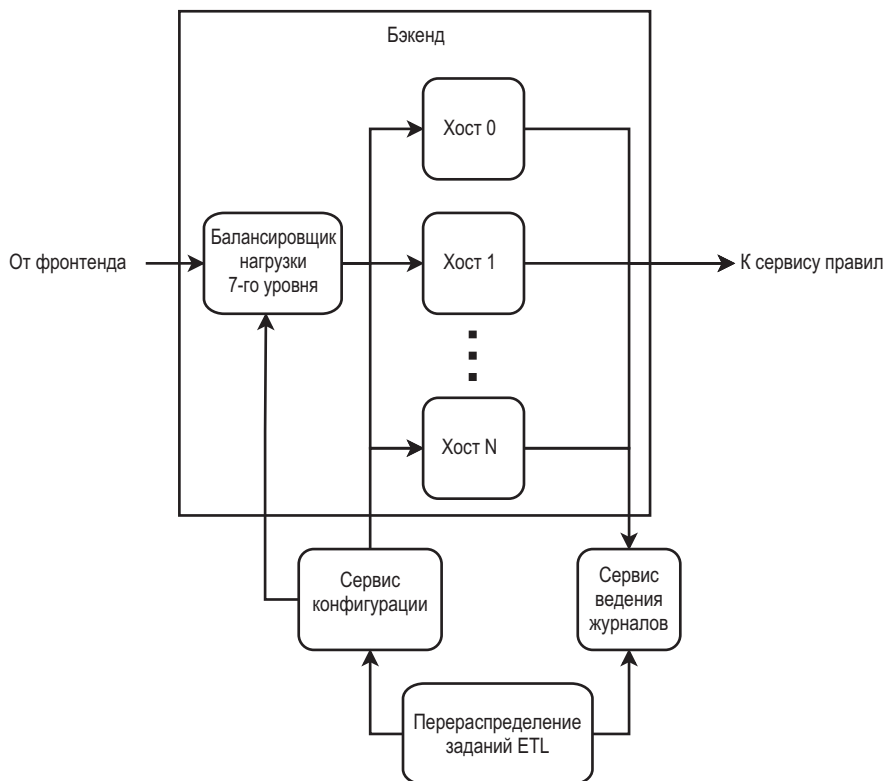 Бэкенд
Хост 0
От фронтенда
Балансировщик
нагрузки
7-го уровня
Хост 1
К сервису правил
Хост N
Сервис
конфигурации
Сервис
ведения
журналов
Перераспределение
заданий ETL